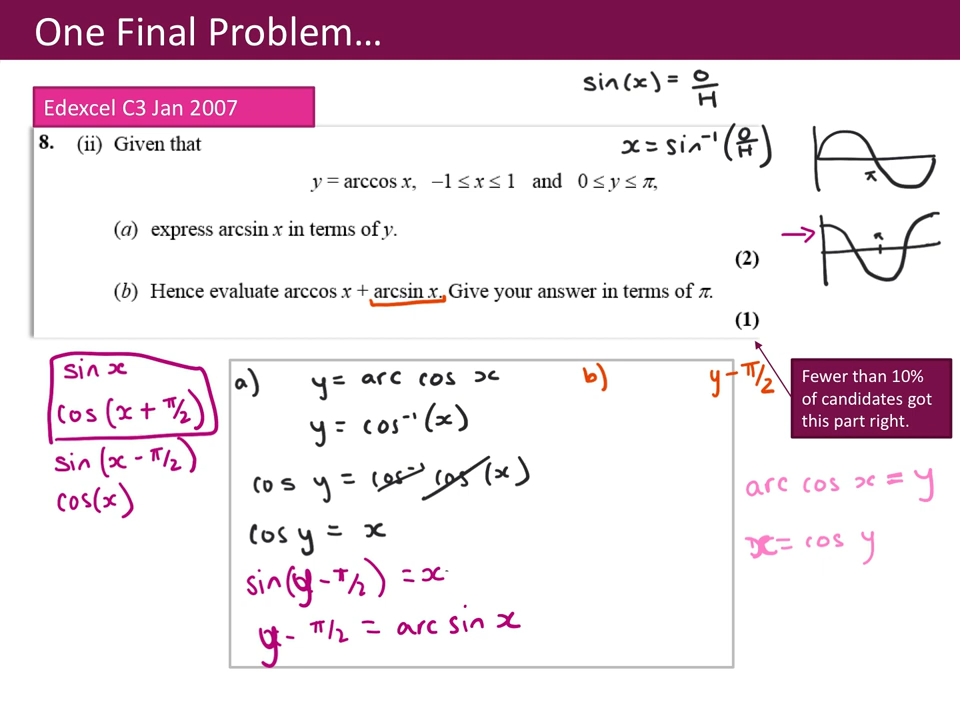 One Final Problem…
Edexcel C3 Jan 2007
sin(x) = O/H
x = sin⁻¹(O/H)
π
π
8. (ii) Given that
y = arccos x, −1 ≤ x ≤ 1 and 0 ≤ y ≤ π,
(a) express arcsin x in terms of y.
(2)
(b) Hence evaluate arccos x + arcsin x. Give your answer in terms of π.
(1)
Fewer than 10%
of candidates got
this part right.
sin x
cos(x + π/2)
sin(x − π/2)
cos(x)
a) y = arc cos x
y = cos⁻¹(x)
cos y = cos⁻¹ cos(x)
cos y = x
sin(y − π/2) = x
y − π/2 = arc sin x
b) y − π/2
arc cos x = y
x = cos y